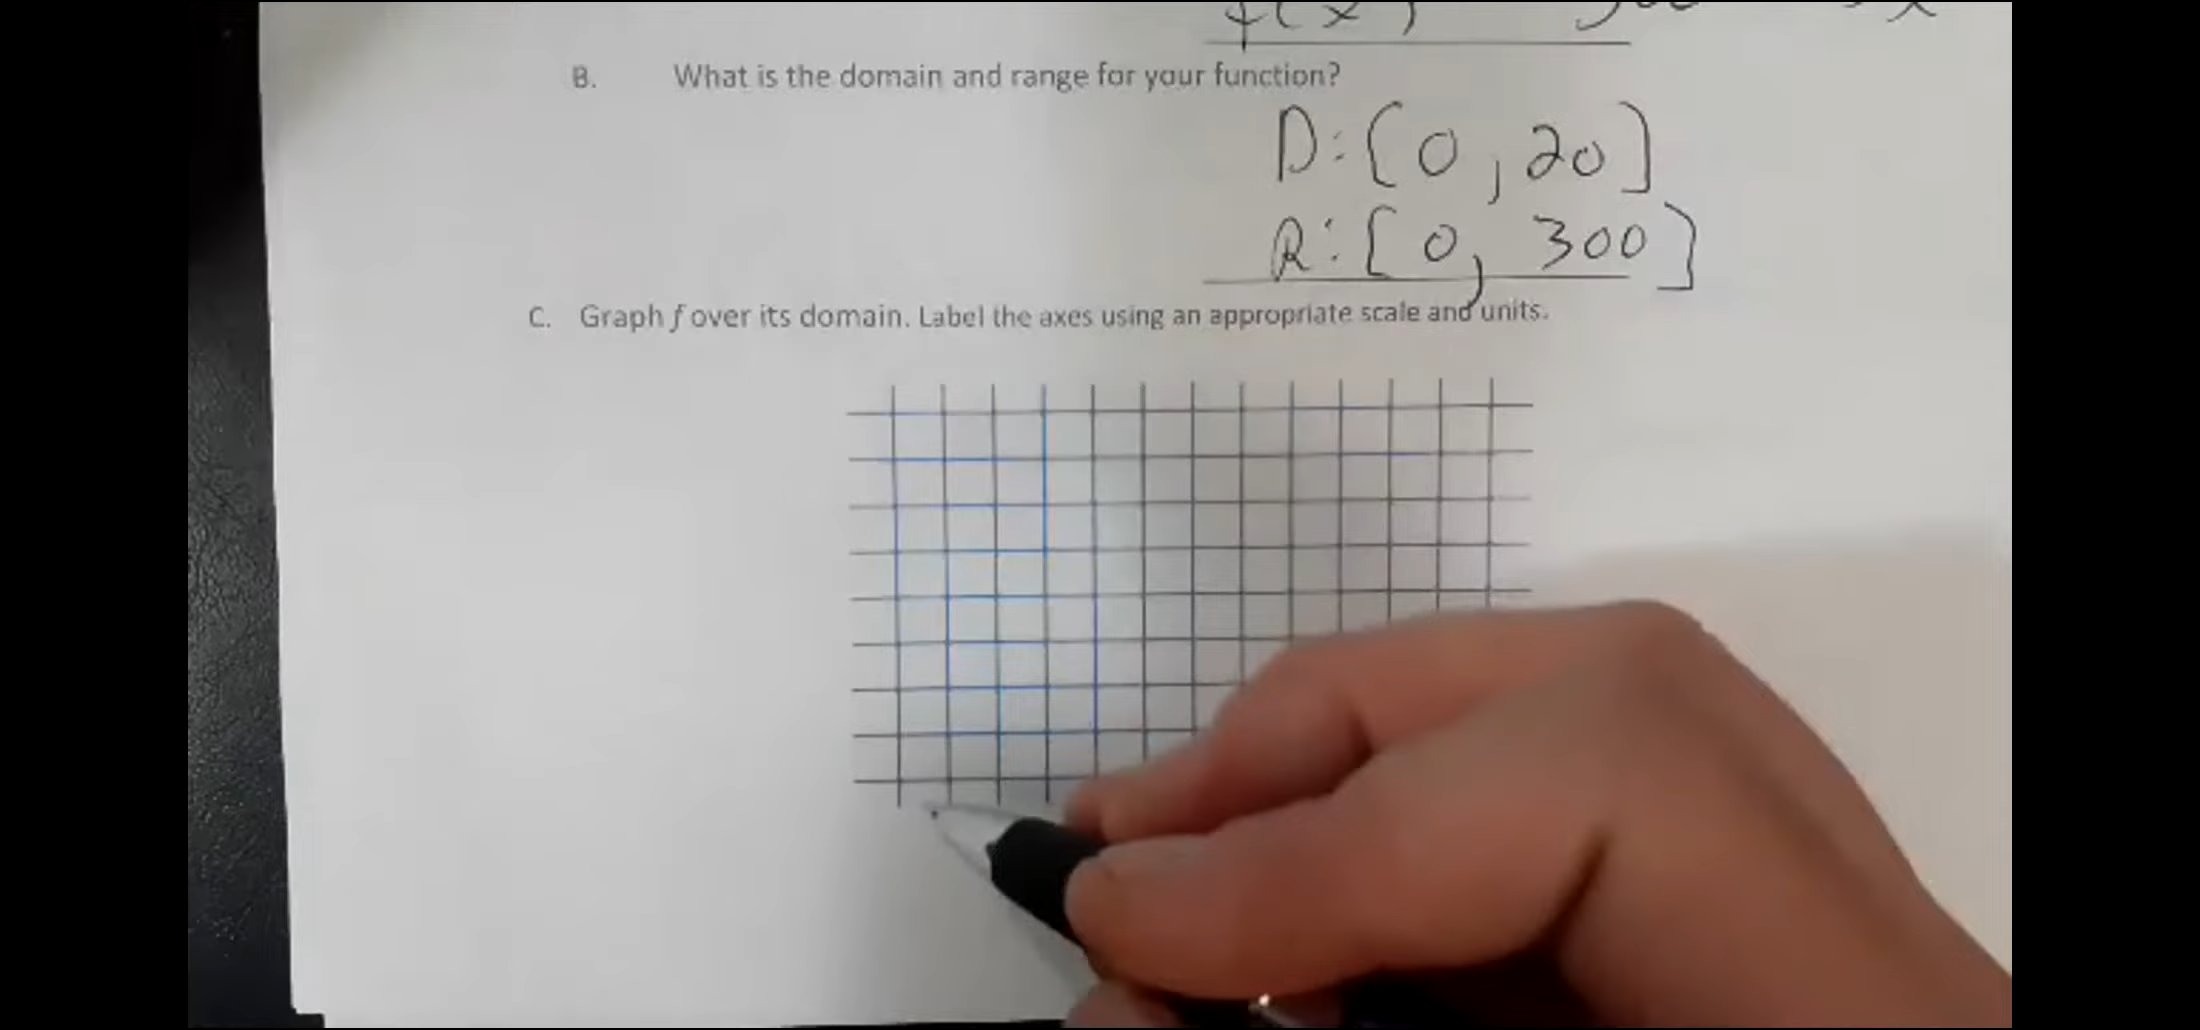 f(x)
B. What is the domain and range for your function?
D: [0, 20]
R: [0, 300]
C. Graph f over its domain. Label the axes using an appropriate scale and units.